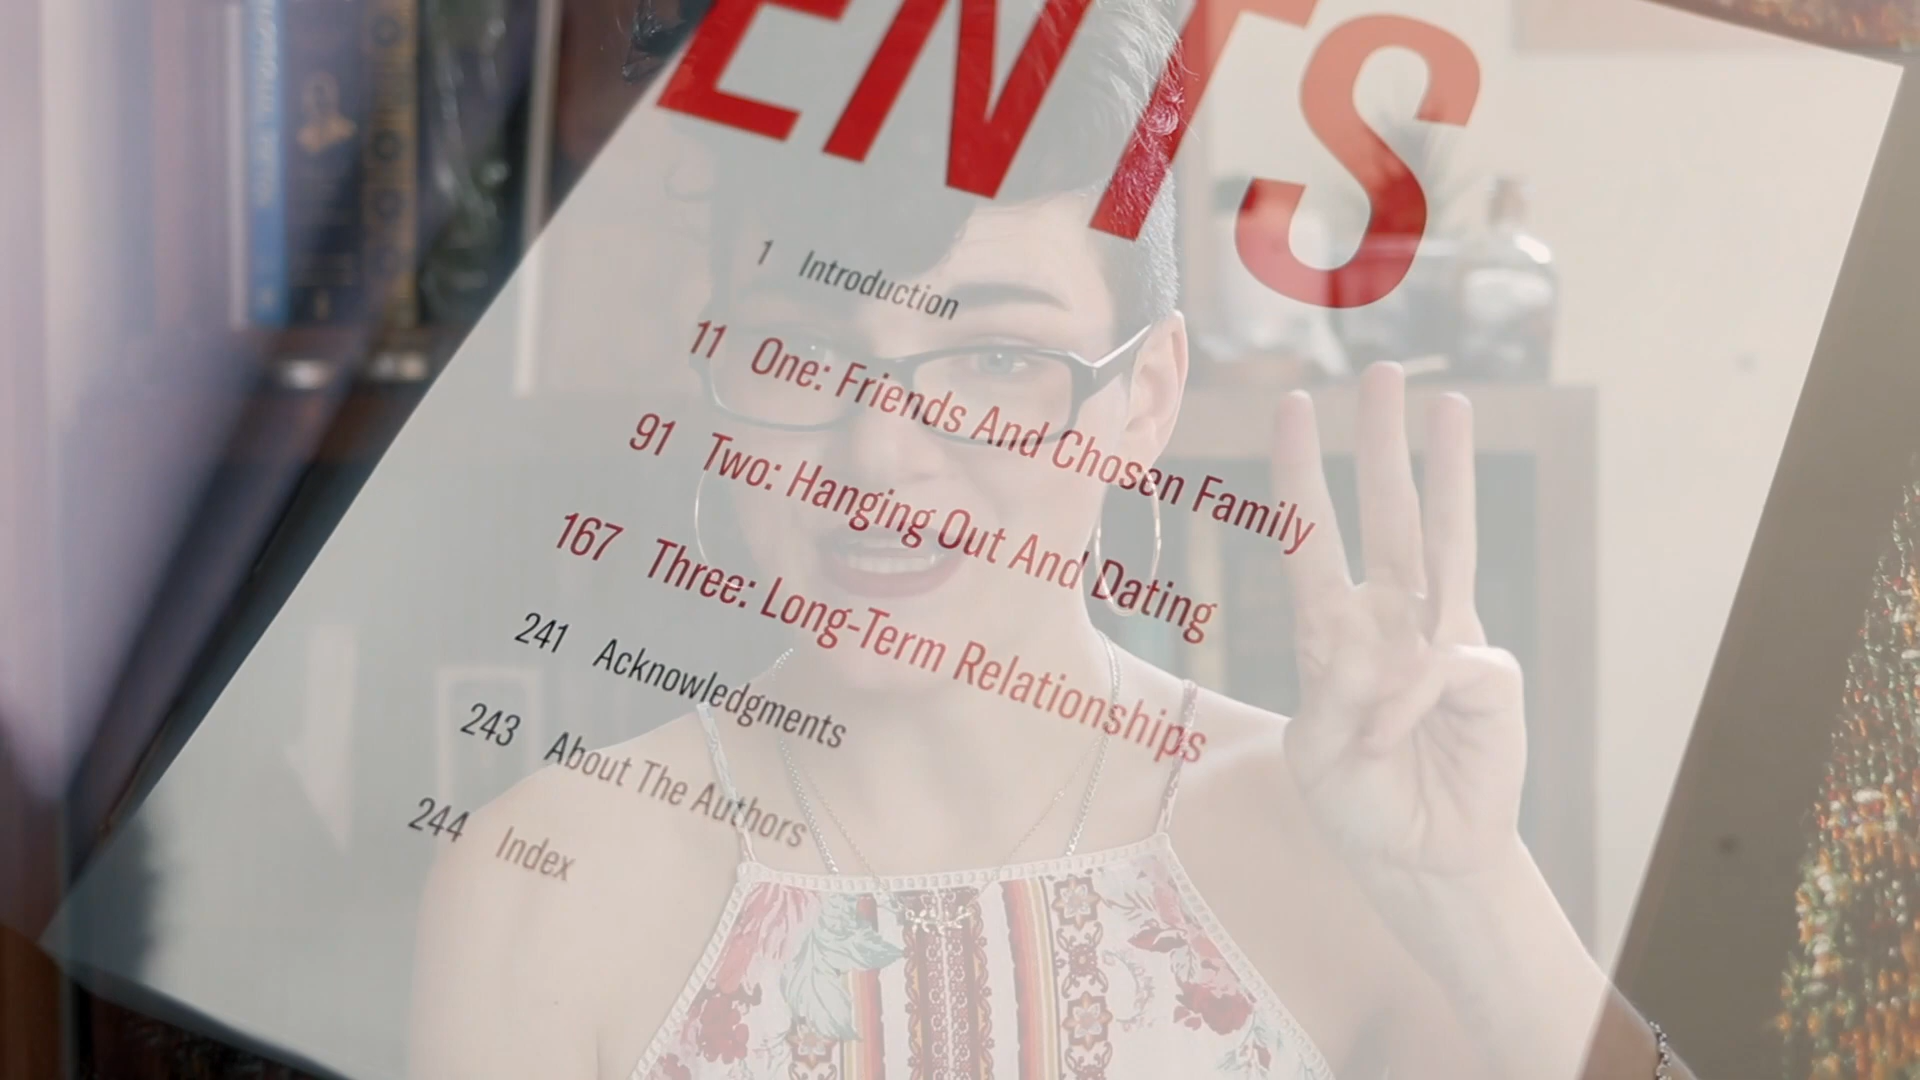 ENTS
1 Introduction
11 One: Friends And Chosen Family
91 Two: Hanging Out And Dating
167 Three: Long-Term Relationships
241 Acknowledgments
243 About The Authors
244 Index